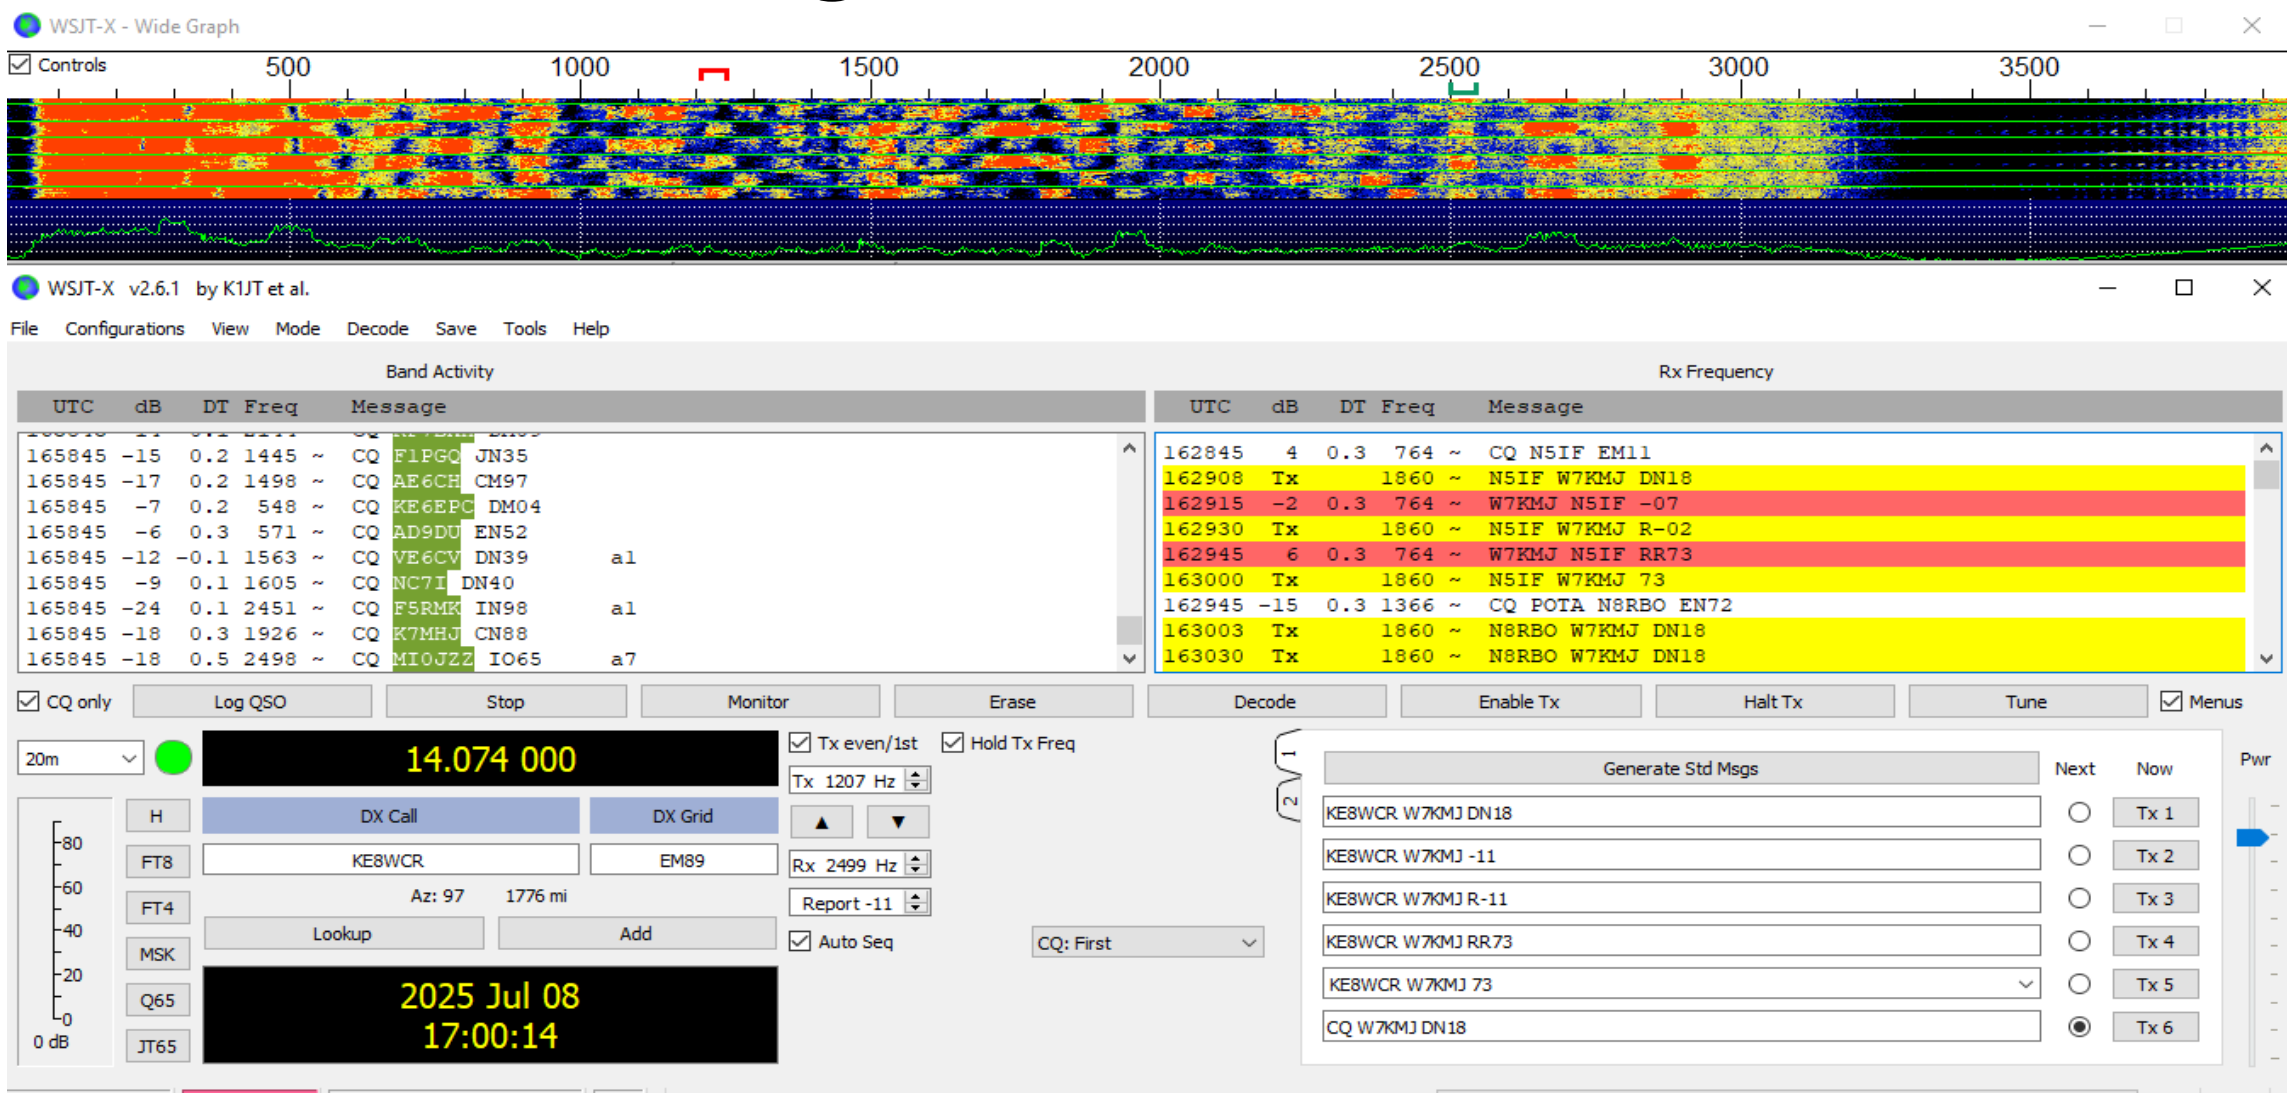 WSJT-X - Wide Graph
Controls 500 1000 1500 2000 2500 3000 3500
WSJT-X v2.6.1 by K1JT et al.
File Configurations View Mode Decode Save Tools Help
Band Activity
UTC dB DT Freq Message
165845 -15 0.2 1445 ~ CQ F1PGQ JN35
165845 -17 0.2 1498 ~ CQ AE6CH CM97
165845 -7 0.2 548 ~ CQ KE6EPC DM04
165845 -6 0.3 571 ~ CQ AD9DU EN52
165845 -12 -0.1 1563 ~ CQ VE6CV DN39 a1
165845 -9 0.1 1605 ~ CQ NC7I DN40
165845 -24 0.1 2451 ~ CQ F5RMK IN98 a1
165845 -18 0.3 1926 ~ CQ K7MHJ CN88
165845 -18 0.5 2498 ~ CQ MI0JZZ IO65 a7
Rx Frequency
UTC dB DT Freq Message
162845 4 0.3 764 ~ CQ N5IF EM11
162908 Tx 1860 ~ N5IF W7KMJ DN18
162915 -2 0.3 764 ~ W7KMJ N5IF -07
162930 Tx 1860 ~ N5IF W7KMJ R-02
162945 6 0.3 764 ~ W7KMJ N5IF RR73
163000 Tx 1860 ~ N5IF W7KMJ 73
162945 -15 0.3 1366 ~ CQ POTA N8RBO EN72
163003 Tx 1860 ~ N8RBO W7KMJ DN18
163030 Tx 1860 ~ N8RBO W7KMJ DN18
CQ only Log QSO Stop Monitor Erase Decode Enable Tx Halt Tx Tune Menus
20m
14.074 000
-80
-60
-40
-20
-0
0 dB
H
FT8
FT4
MSK
Q65
JT65
DX Call DX Grid
KE8WCR EM89
Az: 97 1776 mi
Lookup Add
2025 Jul 08
17:00:14
Tx even/1st Hold Tx Freq
Tx 1207 Hz
▲ ▼
Rx 2499 Hz
Report -11
Auto Seq CQ: First
1
2
Generate Std Msgs Next Now Pwr
KE8WCR W7KMJ DN18 Tx 1
KE8WCR W7KMJ -11 Tx 2
KE8WCR W7KMJ R-11 Tx 3
KE8WCR W7KMJ RR73 Tx 4
KE8WCR W7KMJ 73 Tx 5
CQ W7KMJ DN18 Tx 6